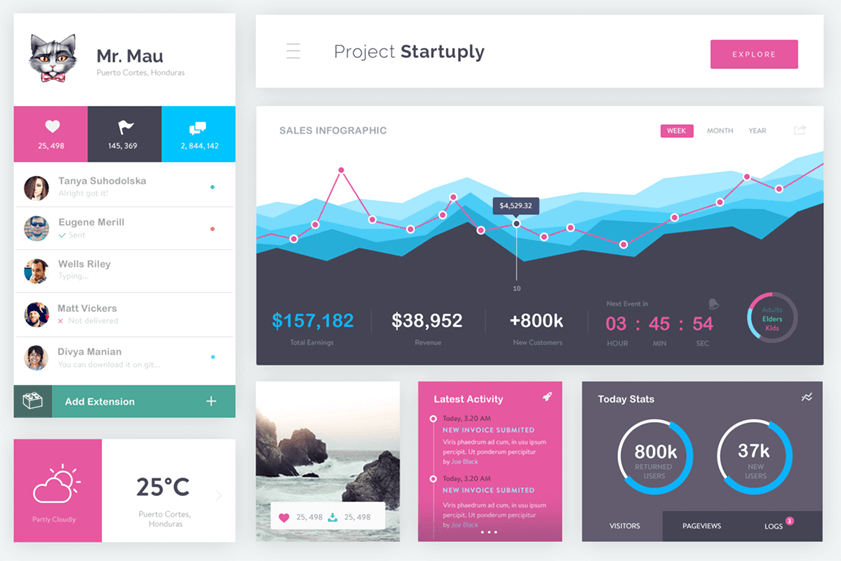 Mr. Mau
Puerto Cortes, Honduras
25, 498
145, 369
2, 844, 142
Tanya Suhodolska
Alright got it!
Eugene Merill
Sent
Wells Riley
Typing...
Matt Vickers
Not delivered
Divya Manian
You can download it on git...
Add Extension
Partly Cloudly
25°C
Puerto Cortes,
Honduras
Project Startuply
EXPLORE
SALES INFOGRAPHIC
WEEK
MONTH
YEAR
$4,529.32
10
$157,182
Total Earnings
$38,952
Revenue
+800k
New Customers
Next Event in
03 : 45 : 54
HOUR
MIN
SEC
Adults
Elders
Kids
25, 498
25, 498
Latest Activity
Today, 3.20 AM
NEW INVOICE SUBMITED
Viris phaedrum ad cum, in usu ipsum
percipit. Ut ponderum percipitur
by Joe Black
Today, 3.20 AM
NEW INVOICE SUBMITED
Viris phaedrum ad cum, in usu ipsum
percipit. Ut ponderum percipitur
by Joe Black
Today Stats
800k
RETURNED
USERS
37k
NEW
USERS
VISITORS
PAGEVIEWS
LOGS
3